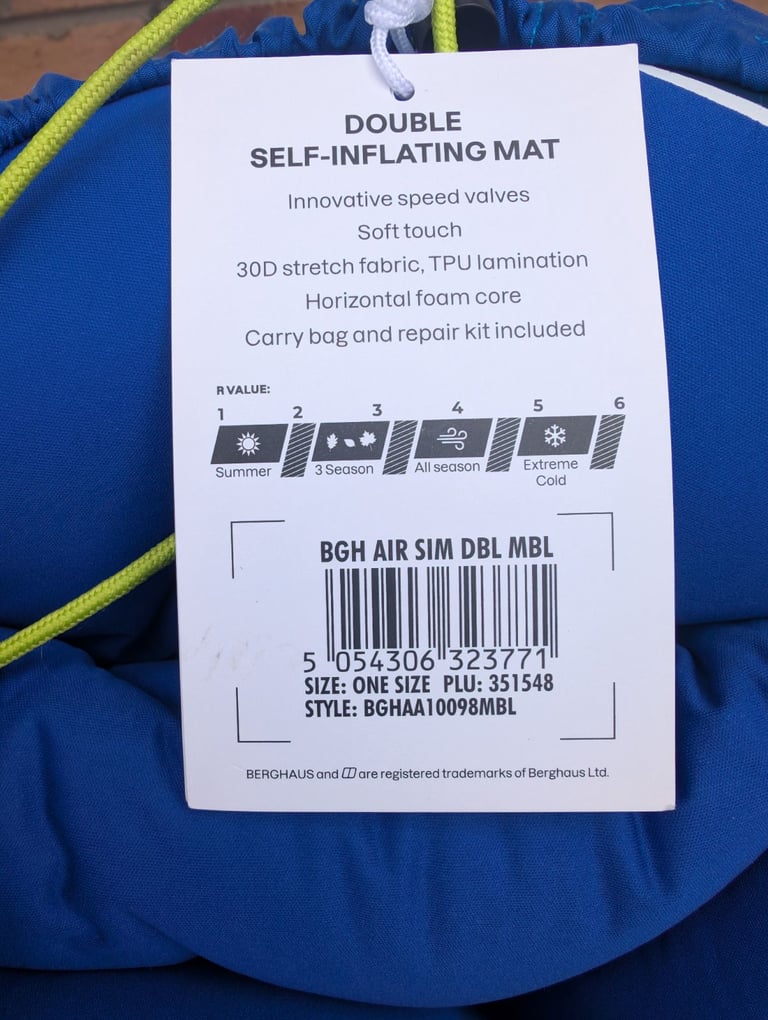 DOUBLE
SELF-INFLATING MAT
Innovative speed valves
Soft touch
30D stretch fabric, TPU lamination
Horizontal foam core
Carry bag and repair kit included
R VALUE:
1 2 3 4 5 6
Summer 3 Season All season Extreme Cold
BGH AIR SIM DBL MBL
5 054306 323771
SIZE: ONE SIZE PLU: 351548
STYLE: BGHAA10098MBL
BERGHAUS and are registered trademarks of Berghaus Ltd.